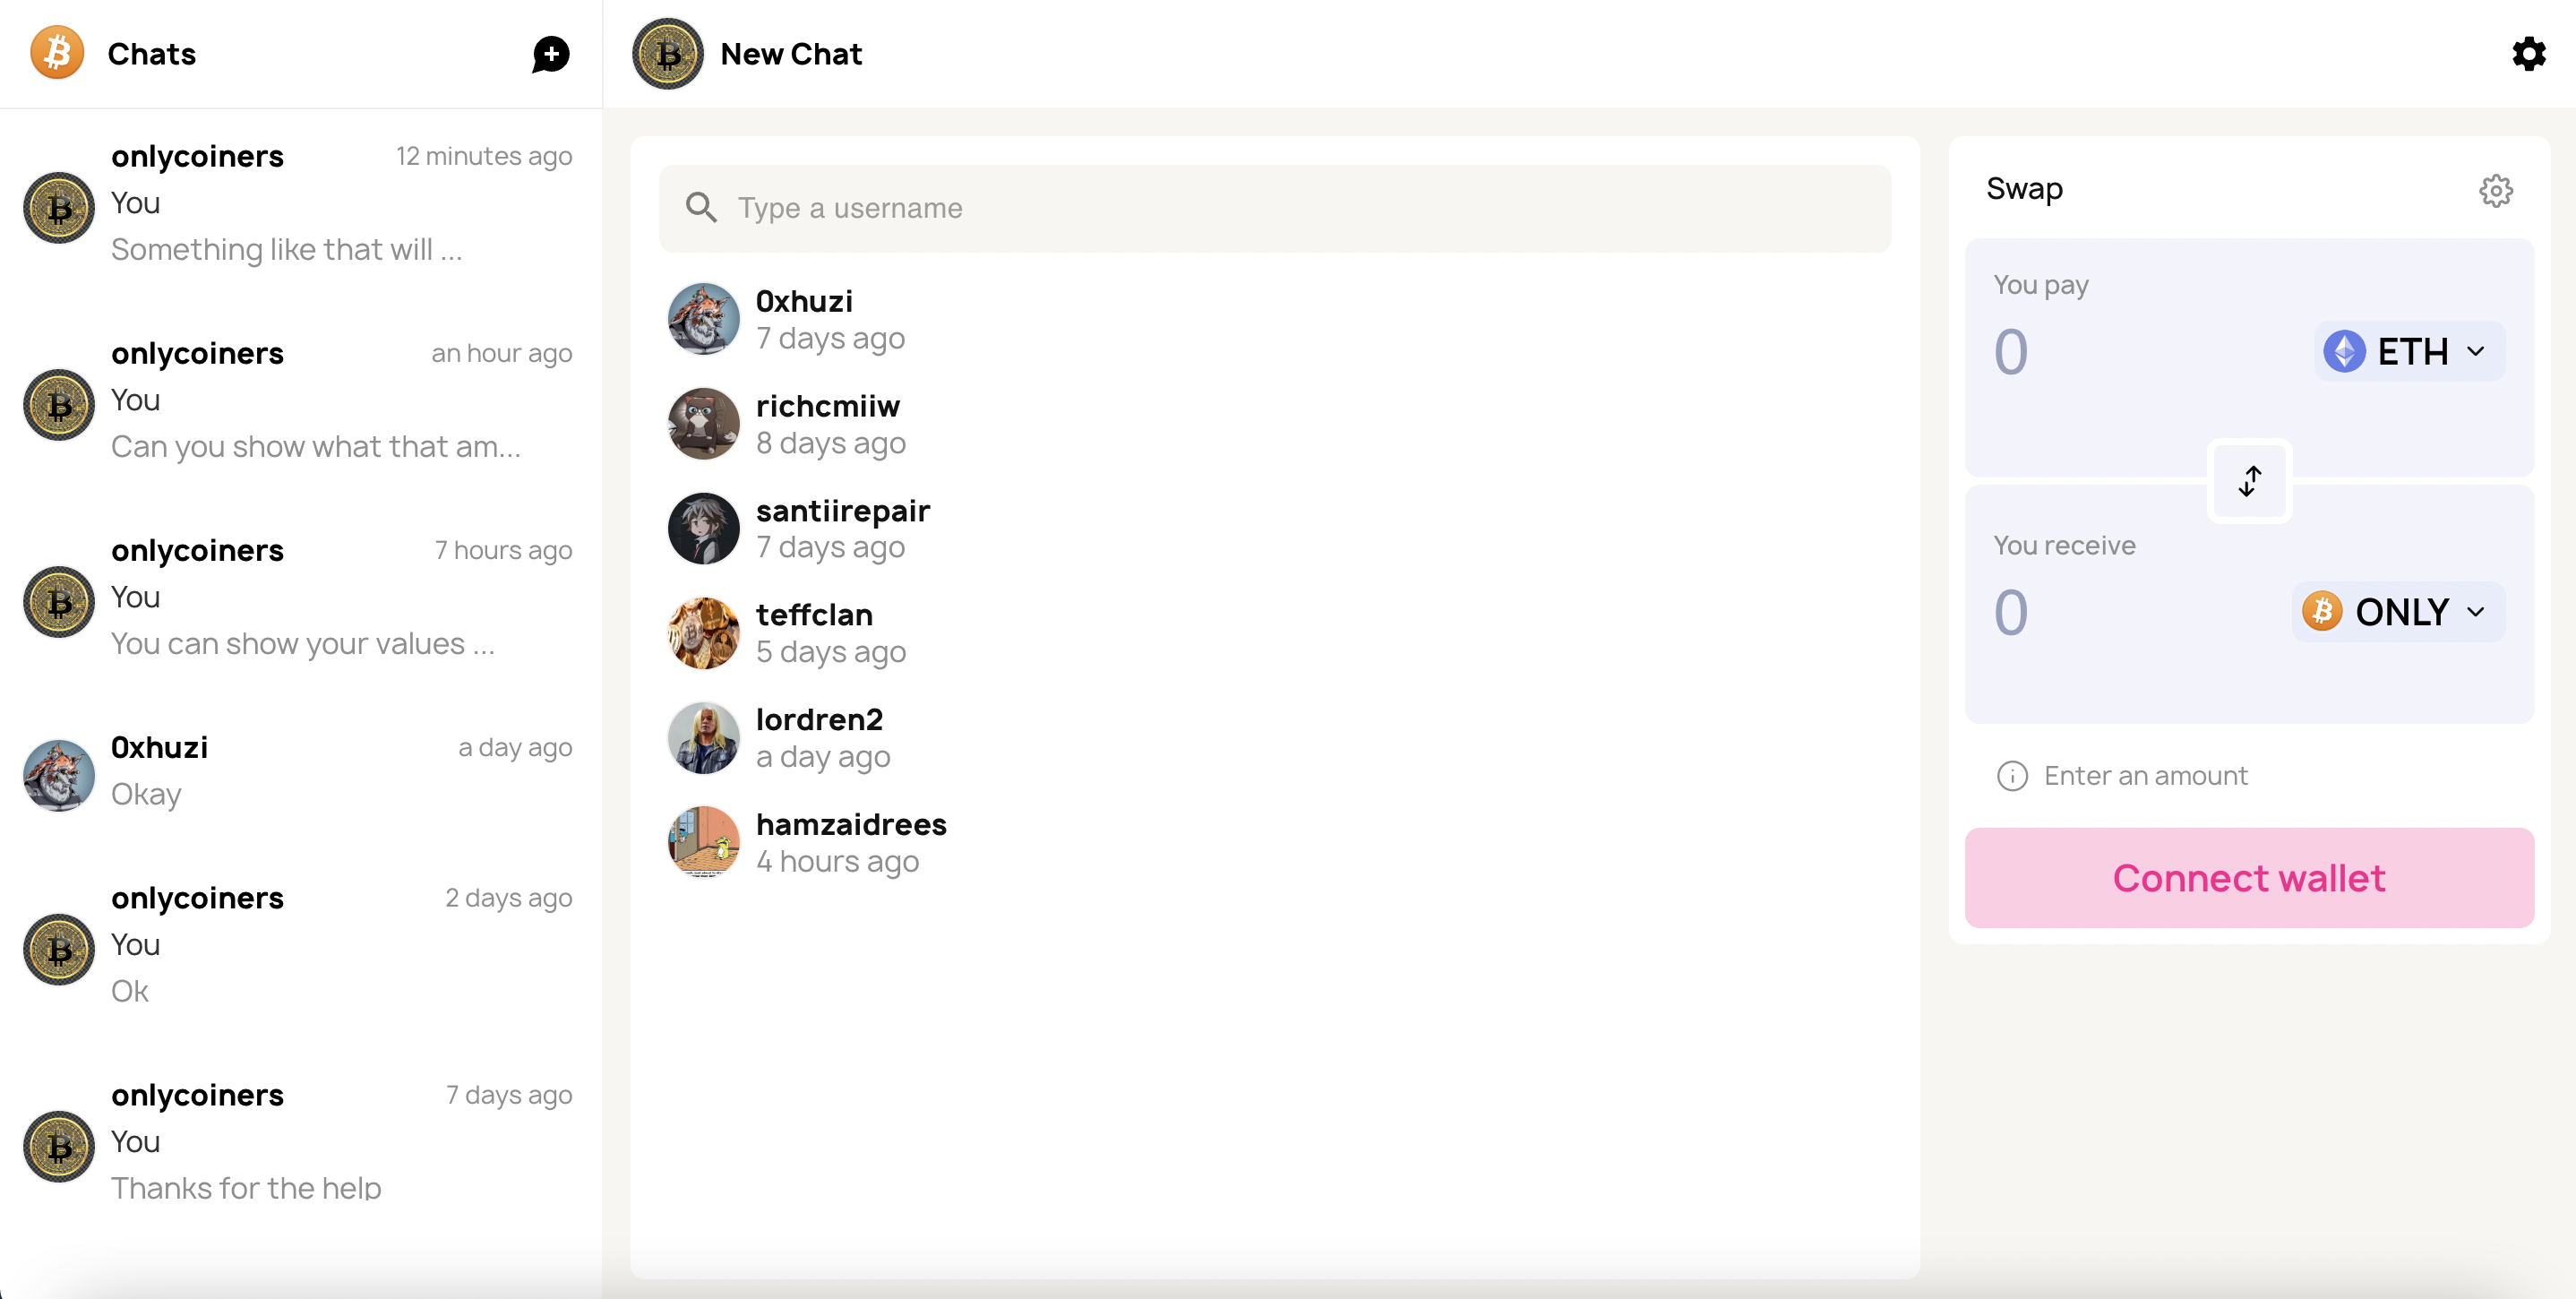 Chats
New Chat
onlycoiners
12 minutes ago
You
Something like that will ...
onlycoiners
an hour ago
You
Can you show what that am...
onlycoiners
7 hours ago
You
You can show your values ...
0xhuzi
a day ago
Okay
onlycoiners
2 days ago
You
Ok
onlycoiners
7 days ago
You
Thanks for the help
Type a username
0xhuzi
7 days ago
richcmiiw
8 days ago
santiirepair
7 days ago
teffclan
5 days ago
lordren2
a day ago
hamzaidrees
4 hours ago
Swap
You pay
0
ETH
You receive
0
ONLY
Enter an amount
Connect wallet